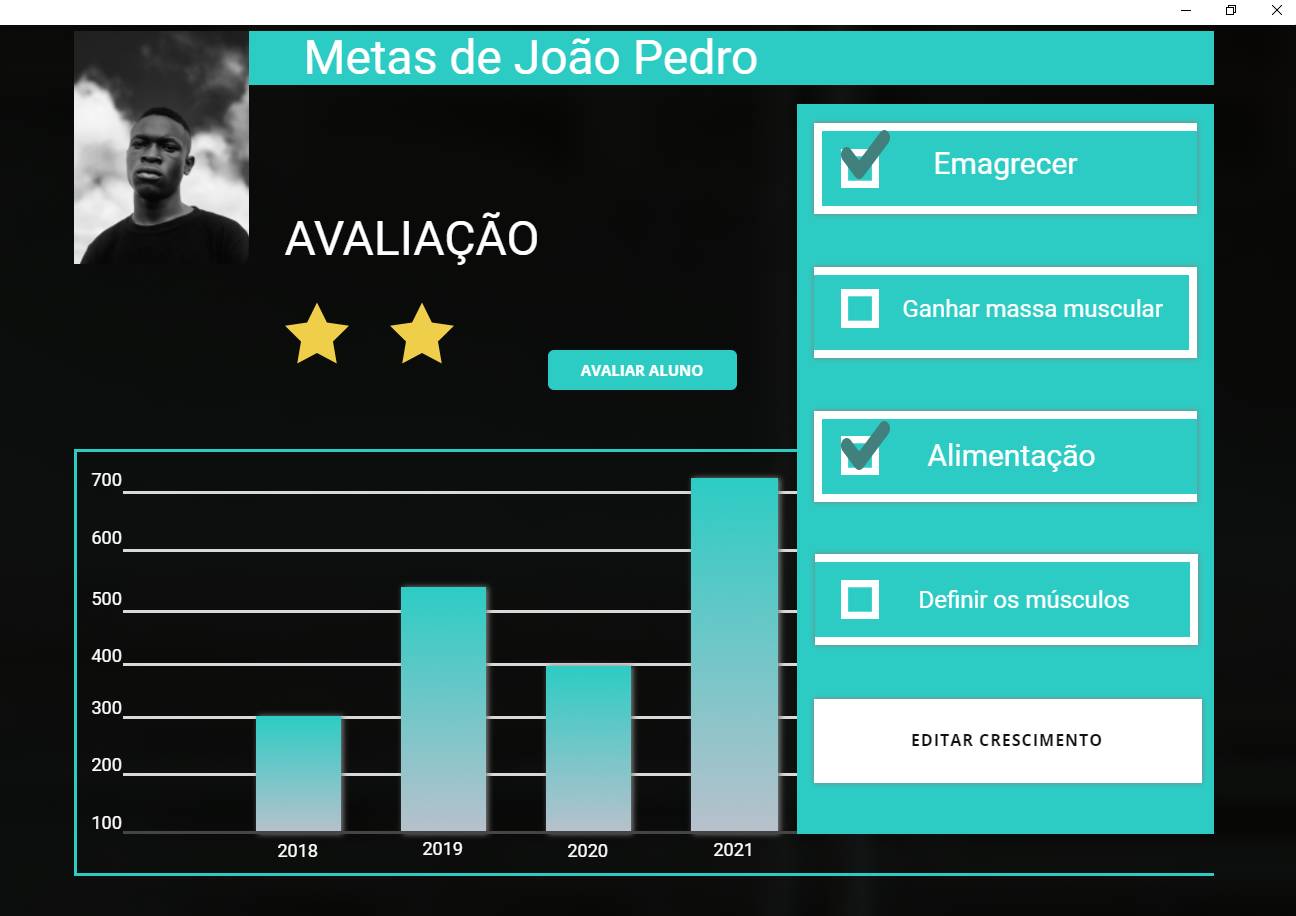 Metas de João Pedro
AVALIAÇÃO
AVALIAR ALUNO
Emagrecer
Ganhar massa muscular
Alimentação
Definir os músculos
EDITAR CRESCIMENTO
700
600
500
400
300
200
100
2018 2019 2020 2021